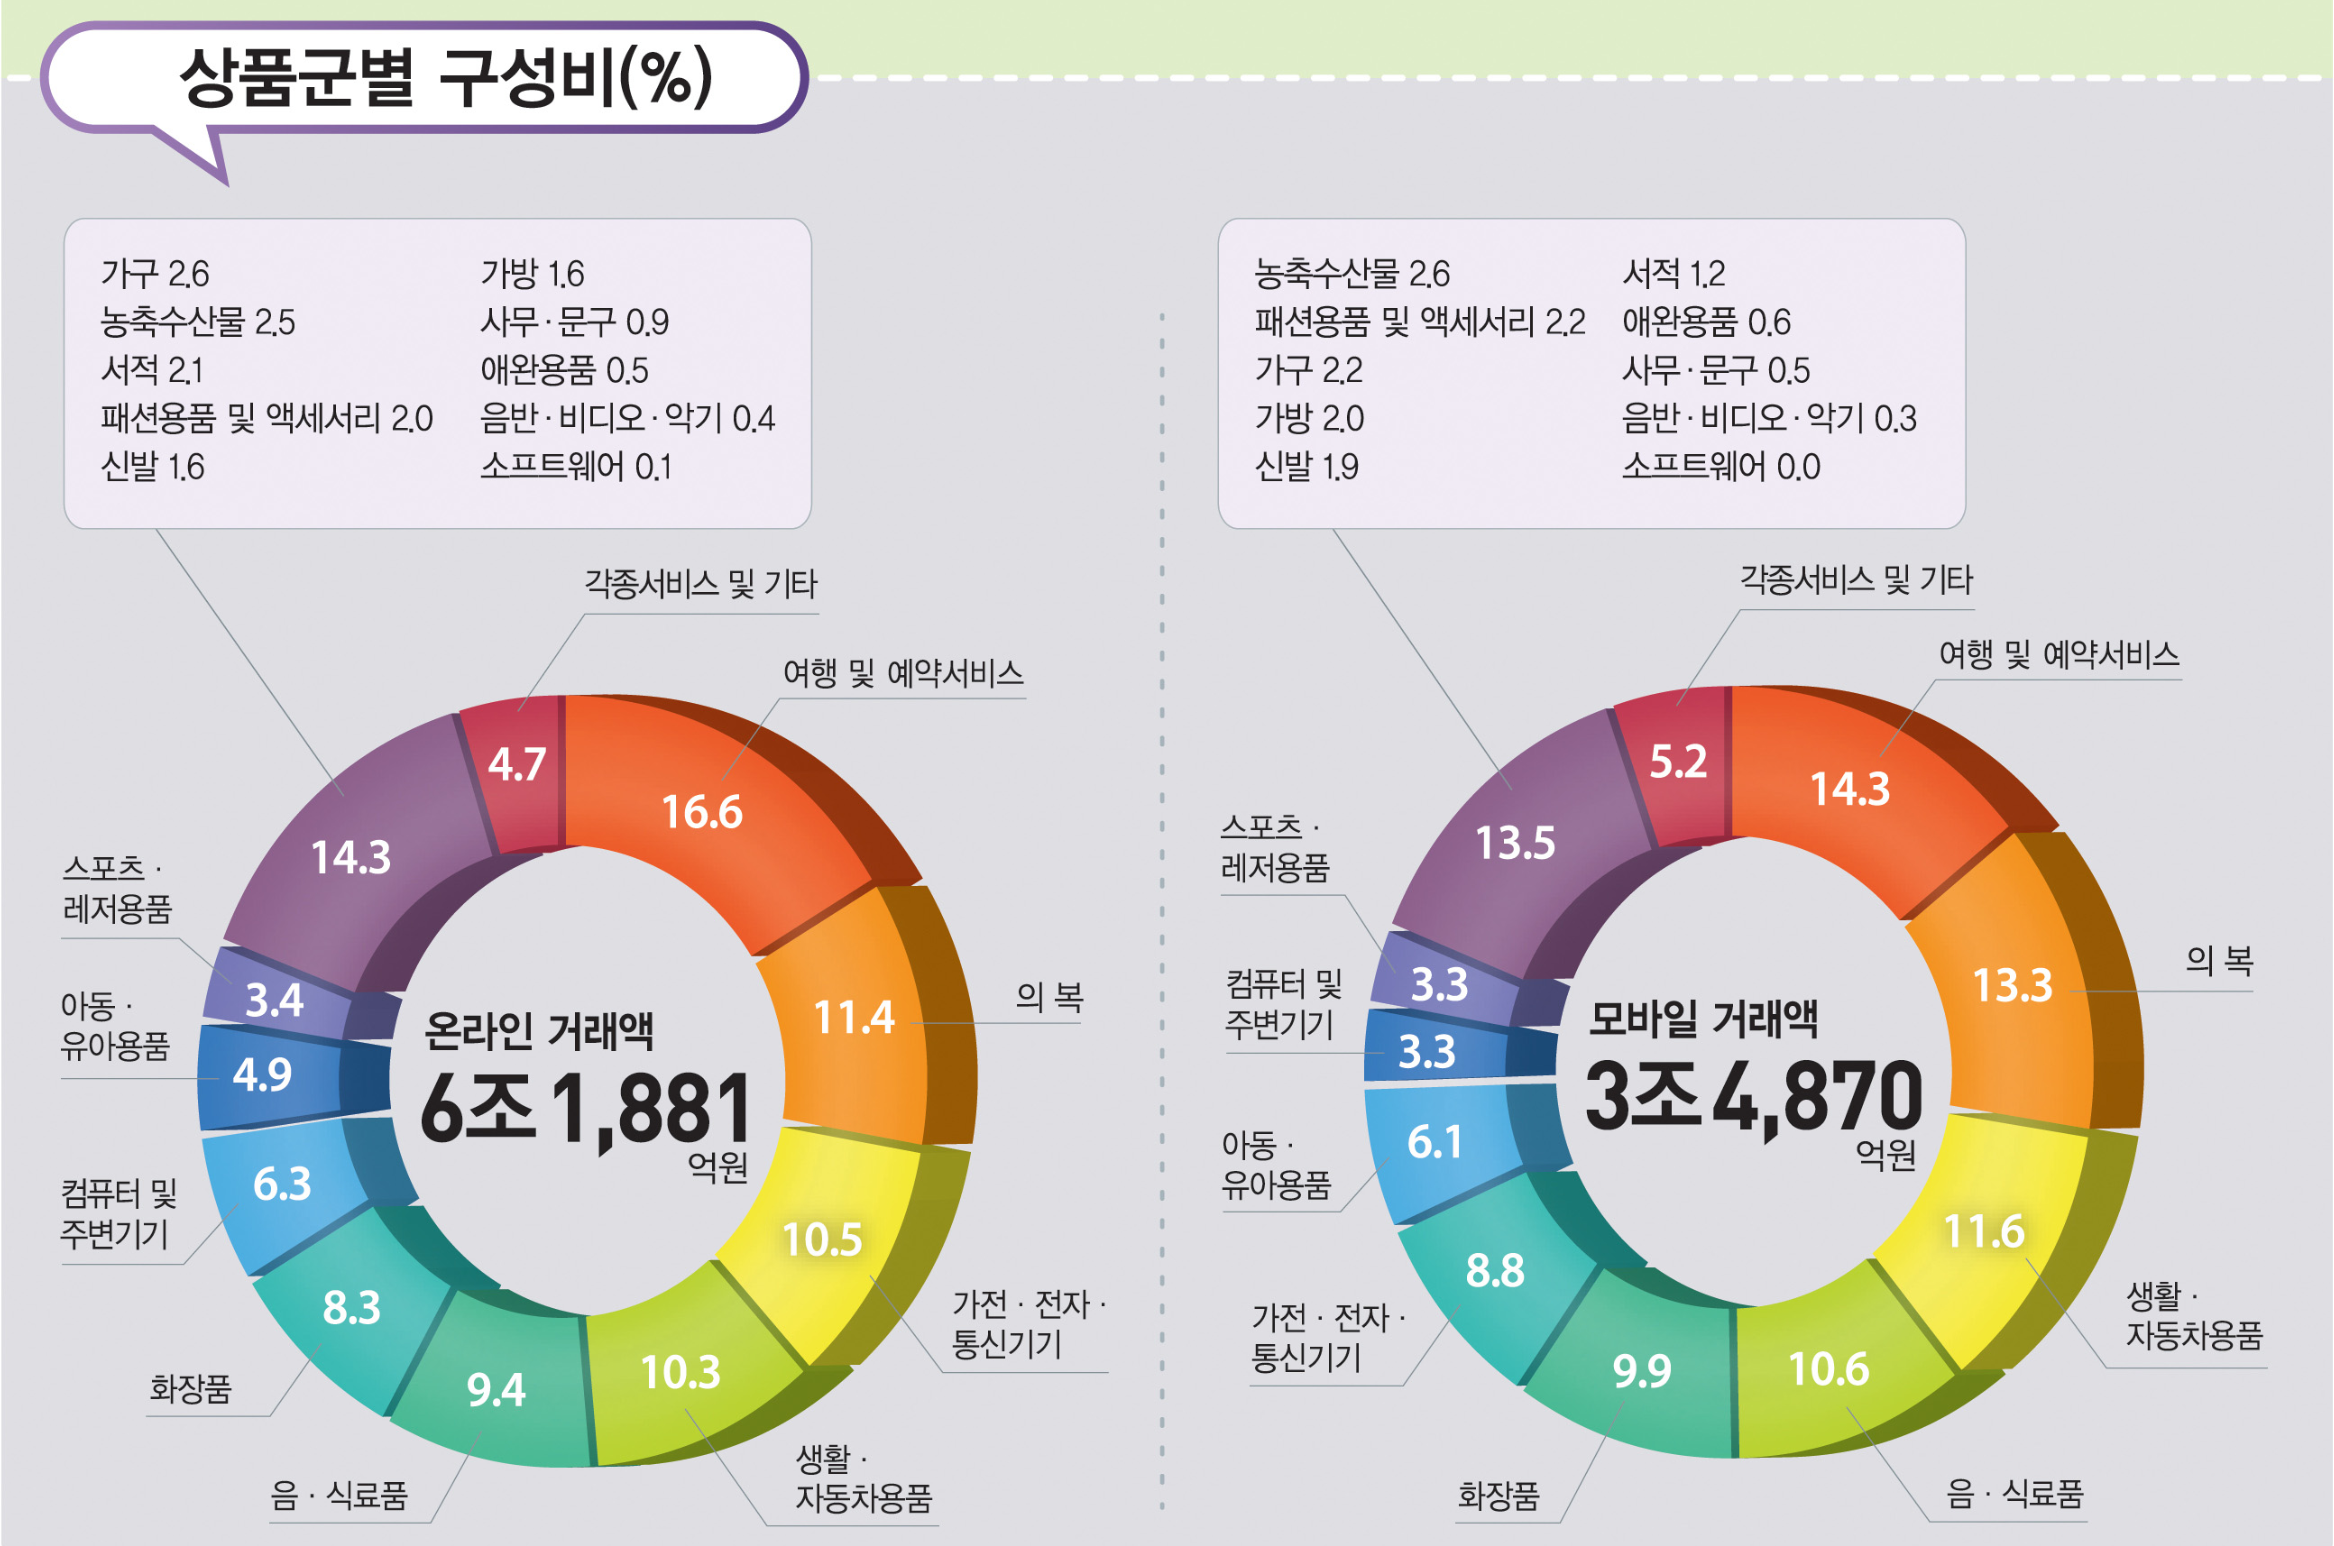 상품군별 구성비(%)
가구 2.6
농축수산물 2.5
서적 2.1
패션용품 및 액세서리 2.0
신발 1.6
가방 1.6
사무·문구 0.9
애완용품 0.5
음반·비디오·악기 0.4
소프트웨어 0.1
각종서비스 및 기타
여행 및 예약서비스
4.7
16.6
14.3
스포츠·
레저용품
3.4
아동·
유아용품
4.9
컴퓨터 및
주변기기
6.3
온라인 거래액
6조 1,881
억원
11.4
의 복
10.5
가전·전자·
통신기기
8.3
화장품
9.4
음·식료품
10.3
생활·
자동차용품
농축수산물 2.6
패션용품 및 액세서리 2.2
가구 2.2
가방 2.0
신발 1.9
서적 1.2
애완용품 0.6
사무·문구 0.5
음반·비디오·악기 0.3
소프트웨어 0.0
각종서비스 및 기타
여행 및 예약서비스
5.2
14.3
13.5
스포츠·
레저용품
3.3
컴퓨터 및
주변기기
3.3
아동·
유아용품
6.1
모바일 거래액
3조 4,870
억원
13.3
의 복
11.6
생활·
자동차용품
8.8
가전·전자·
통신기기
9.9
화장품
10.6
음·식료품